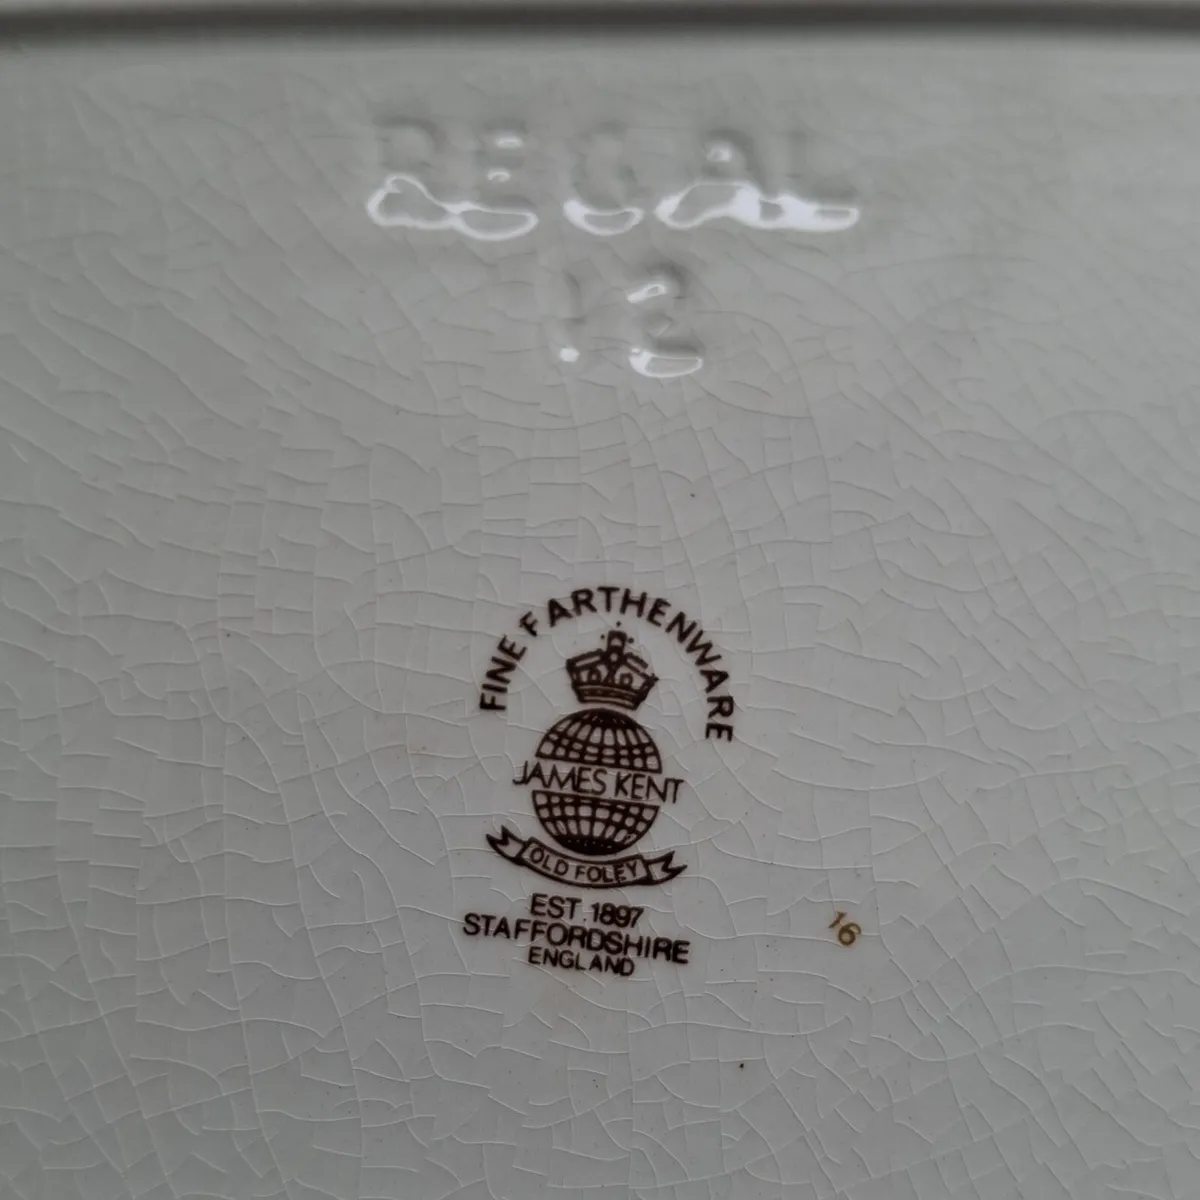 REGAL
12
FINE EARTHENWARE
JAMES KENT
OLD FOLEY
EST. 1897
STAFFORDSHIRE
ENGLAND
16